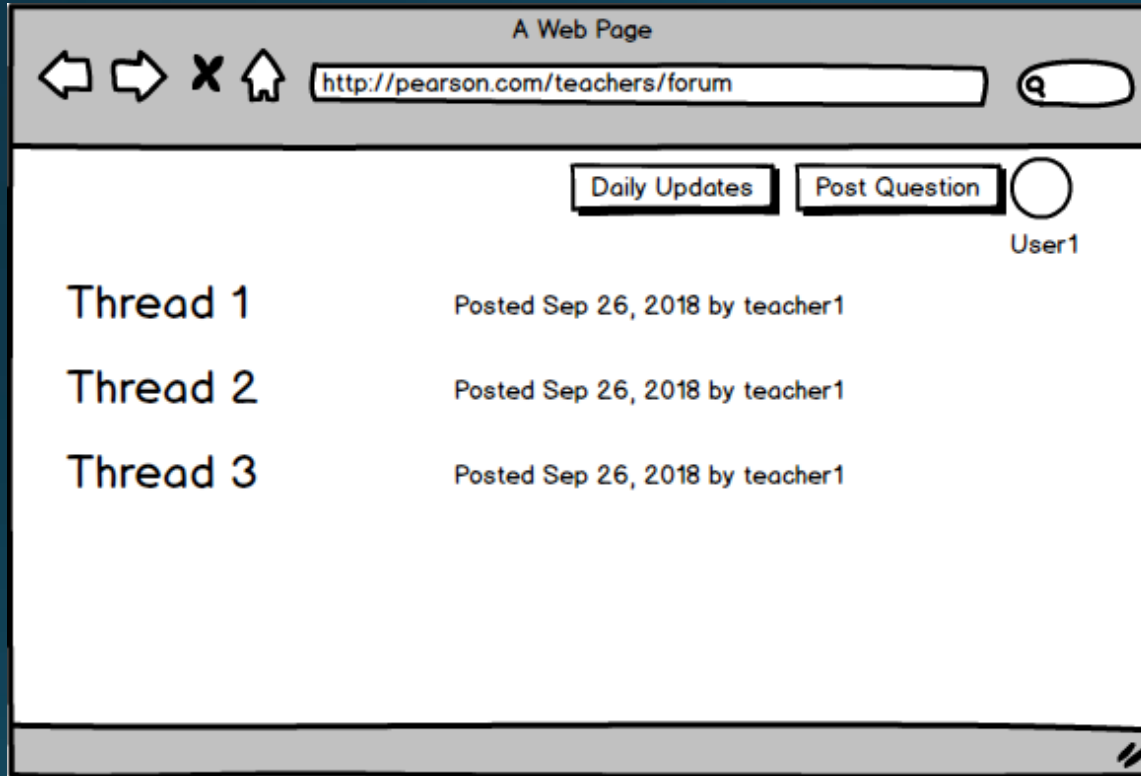 A Web Page
http://pearson.com/teachers/forum
Daily Updates
Post Question
User1
Thread 1
Posted Sep 26, 2018 by teacher1
Thread 2
Posted Sep 26, 2018 by teacher1
Thread 3
Posted Sep 26, 2018 by teacher1